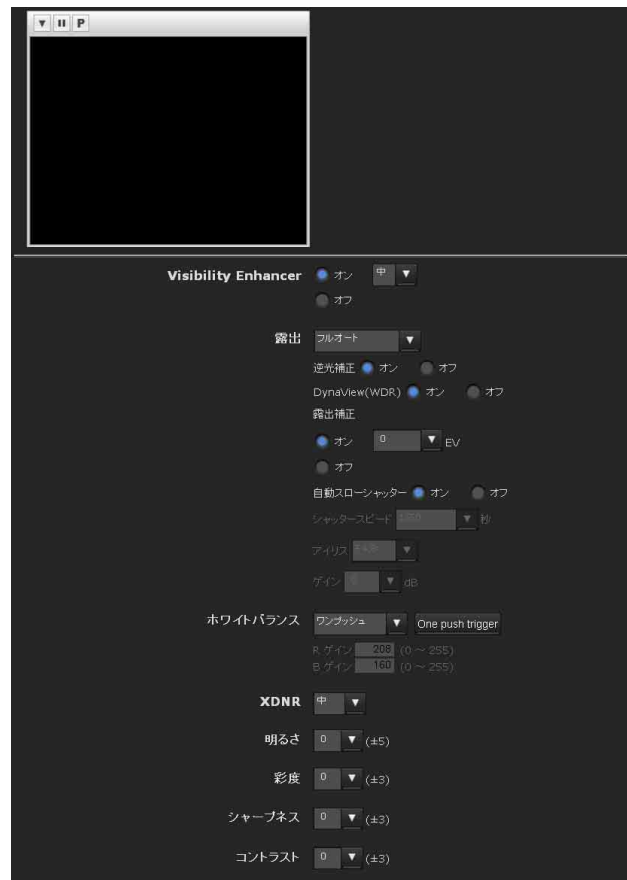 P
Visibility Enhancer オン 中
オフ
露出 フルオート
逆光補正 オン オフ
DynaView(WDR) オン オフ
露出補正
オン 0 EV
オフ
自動スローシャッター オン オフ
シャッタースピード 秒
アイリス
ゲイン dB
ホワイトバランス ワンプッシュ One push trigger
R ゲイン 208 (0 ~ 255)
B ゲイン 160 (0 ~ 255)
XDNR 中
明るさ 0 (±5)
彩度 0 (±3)
シャープネス 0 (±3)
コントラスト 0 (±3)